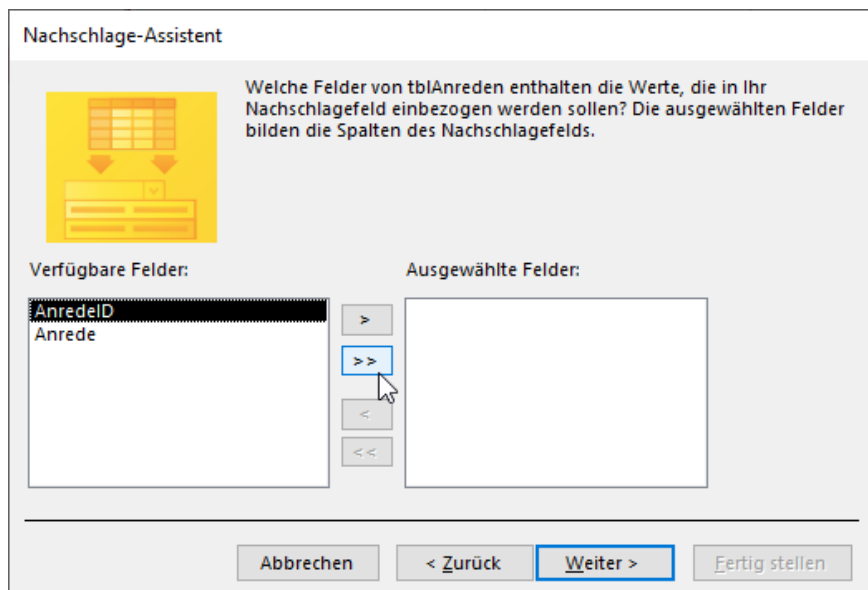 Nachschlage-Assistent
Welche Felder von tblAnreden enthalten die Werte, die in Ihr
Nachschlagefeld einbezogen werden sollen? Die ausgewählten Felder
bilden die Spalten des Nachschlagefelds.
Verfügbare Felder:
Ausgewählte Felder:
AnredeID
Anrede
>
>>
<
<<
Abbrechen
< Zurück
Weiter >
Fertig stellen